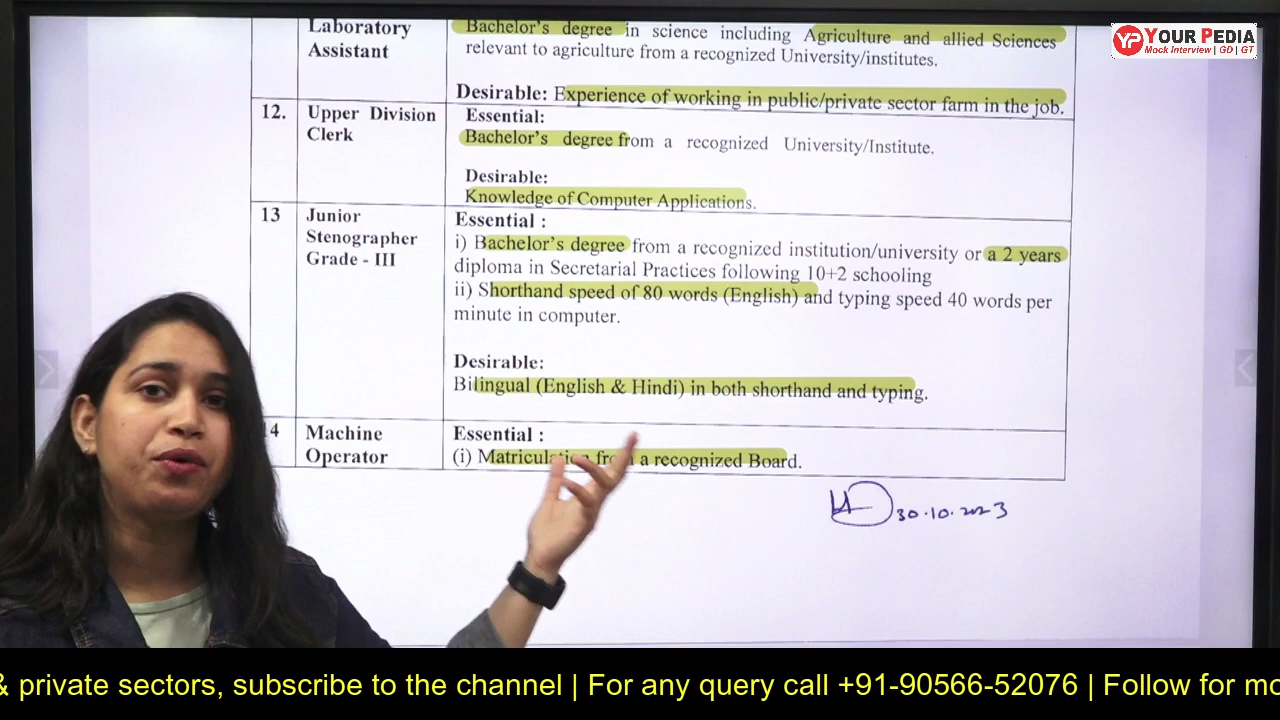 Laboratory
Assistant
Bachelor's degree in science including Agriculture and allied Sciences
relevant to agriculture from a recognized University/institutes.
Desirable: Experience of working in public/private sector farm in the job.
12.
Upper Division
Clerk
Essential:
Bachelor's degree from a recognized University/Institute.
Desirable:
Knowledge of Computer Applications.
13
Junior
Stenographer
Grade - III
Essential :
i) Bachelor's degree from a recognized institution/university or a 2 years
diploma in Secretarial Practices following 10+2 schooling
ii) Shorthand speed of 80 words (English) and typing speed 40 words per
minute in computer.
Desirable:
Bilingual (English & Hindi) in both shorthand and typing.
14
Machine
Operator
Essential :
(i) Matriculation from a recognized Board.
30.10.2023
YP YOUR PEDIA
Mock Interview | GD | GT
& private sectors, subscribe to the channel | For any query call +91-90566-52076 | Follow for mo